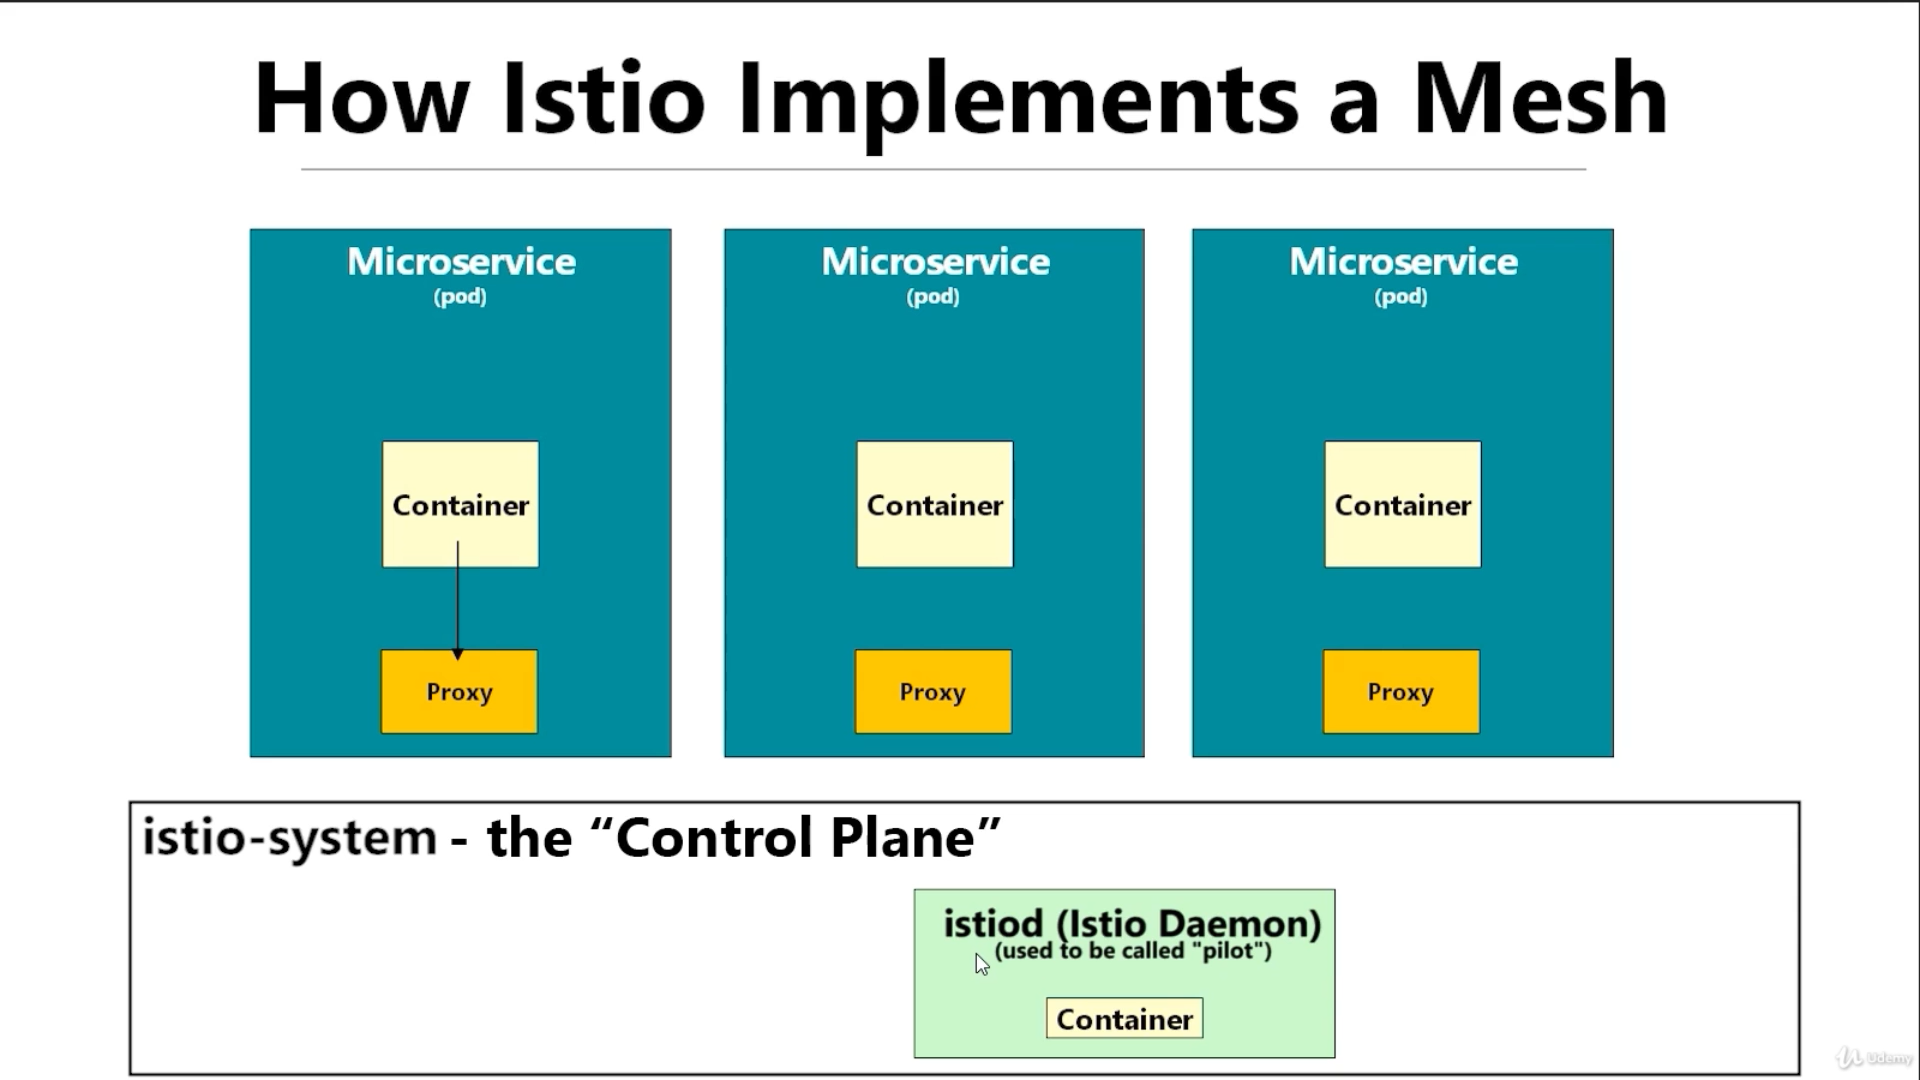 How Istio Implements a Mesh
Microservice
(pod)
Container
Proxy
Microservice
(pod)
Container
Proxy
Microservice
(pod)
Container
Proxy
istio-system - the “Control Plane”
istiod (Istio Daemon)
(used to be called "pilot")
Container
Udemy